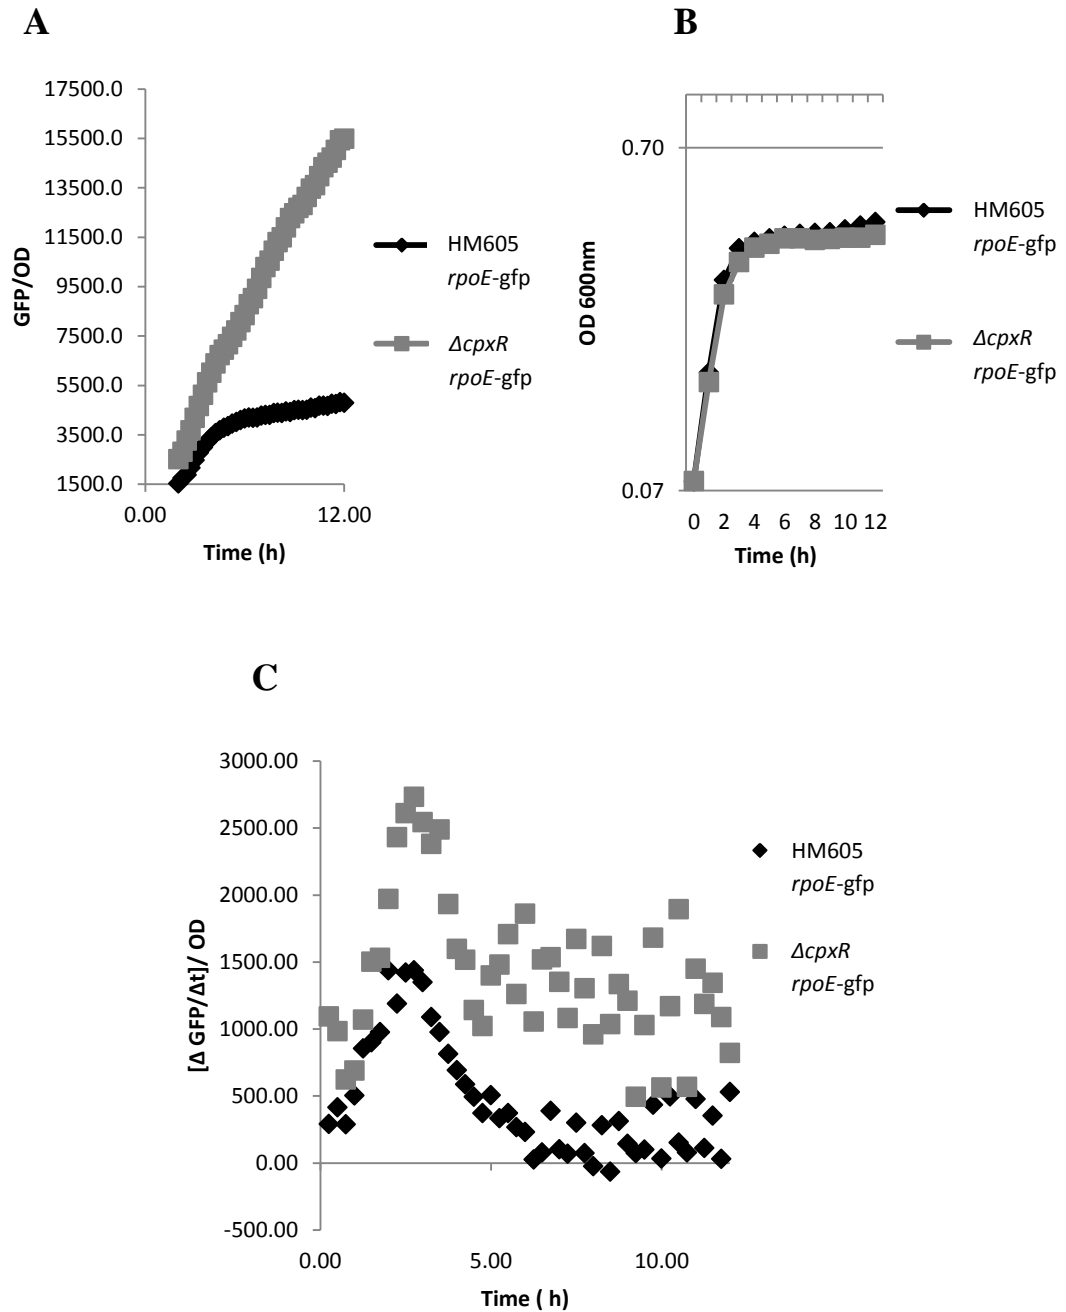 A
17500.0
15500.0
13500.0
11500.0
9500.0
7500.0
5500.0
3500.0
1500.0
GFP/OD
0.00
12.00
Time (h)
HM605
rpoE-gfp
ΔcpxR
rpoE-gfp
B
0.70
0.07
OD 600nm
0 2 4 6 8 10 12
Time (h)
HM605
rpoE-gfp
ΔcpxR
rpoE-gfp
C
3000.00
2500.00
2000.00
1500.00
1000.00
500.00
0.00
-500.00
[Δ GFP/Δt]/ OD
0.00
5.00
10.00
Time ( h)
HM605
rpoE-gfp
ΔcpxR
rpoE-gfp